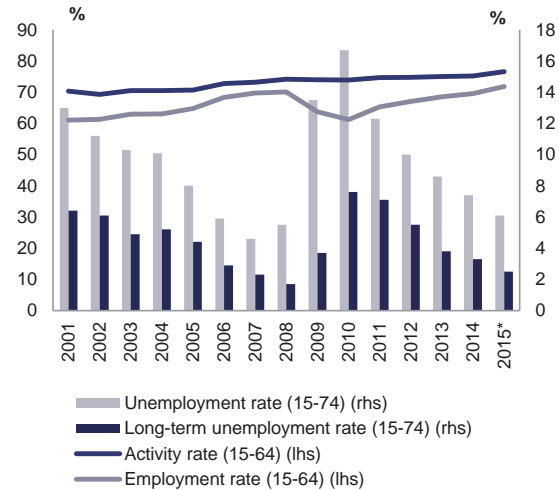 % %
90 18
80 16
70 14
60 12
50 10
40 8
30 6
20 4
10 2
0 0
2001 2002 2003 2004 2005 2006 2007 2008 2009 2010 2011 2012 2013 2014 2015*
Unemployment rate (15-74) (rhs)
Long-term unemployment rate (15-74) (rhs)
Activity rate (15-64) (lhs)
Employment rate (15-64) (lhs)